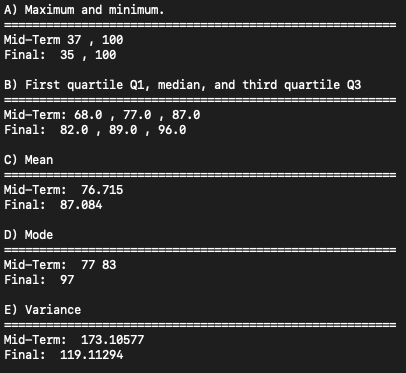 A) Maximum and minimum.
========================================================
Mid-Term 37 , 100
Final:  35 , 100
B) First quartile Q1, median, and third quartile Q3
========================================================
Mid-Term: 68.0 , 77.0 , 87.0
Final:  82.0 , 89.0 , 96.0
C) Mean
========================================================
Mid-Term:  76.715
Final:  87.084
D) Mode
========================================================
Mid-Term:  77 83
Final:  97
E) Variance
========================================================
Mid-Term:  173.10577
Final:  119.11294